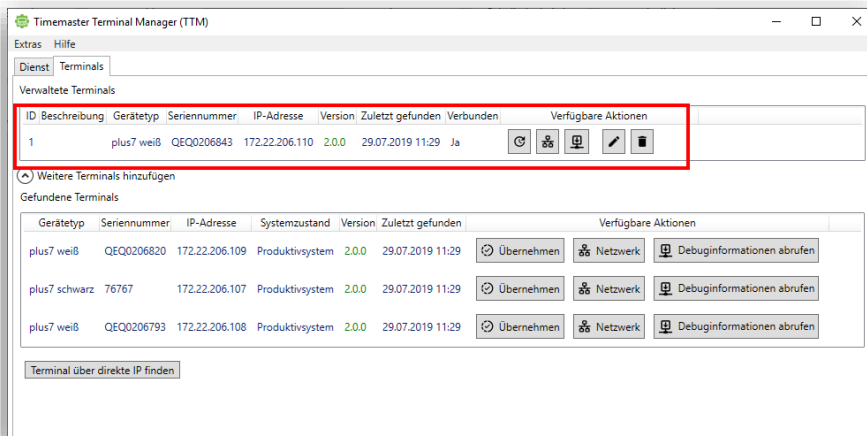 Timemaster Terminal Manager (TTM)
Extras Hilfe
Dienst Terminals
Verwaltete Terminals
ID Beschreibung Gerätetyp Seriennummer IP-Adresse Version Zuletzt gefunden Verbunden Verfügbare Aktionen
1 plus7 weiß QEQ0206843 172.22.206.110 2.0.0 29.07.2019 11:29 Ja
Weitere Terminals hinzufügen
Gefundene Terminals
Gerätetyp Seriennummer IP-Adresse Systemzustand Version Zuletzt gefunden Verfügbare Aktionen
plus7 weiß QEQ0206820 172.22.206.109 Produktivsystem 2.0.0 29.07.2019 11:29 Übernehmen Netzwerk Debuginformationen abrufen
plus7 schwarz 76767 172.22.206.107 Produktivsystem 2.0.0 29.07.2019 11:29 Übernehmen Netzwerk Debuginformationen abrufen
plus7 weiß QEQ0206793 172.22.206.108 Produktivsystem 2.0.0 29.07.2019 11:29 Übernehmen Netzwerk Debuginformationen abrufen
Terminal über direkte IP finden